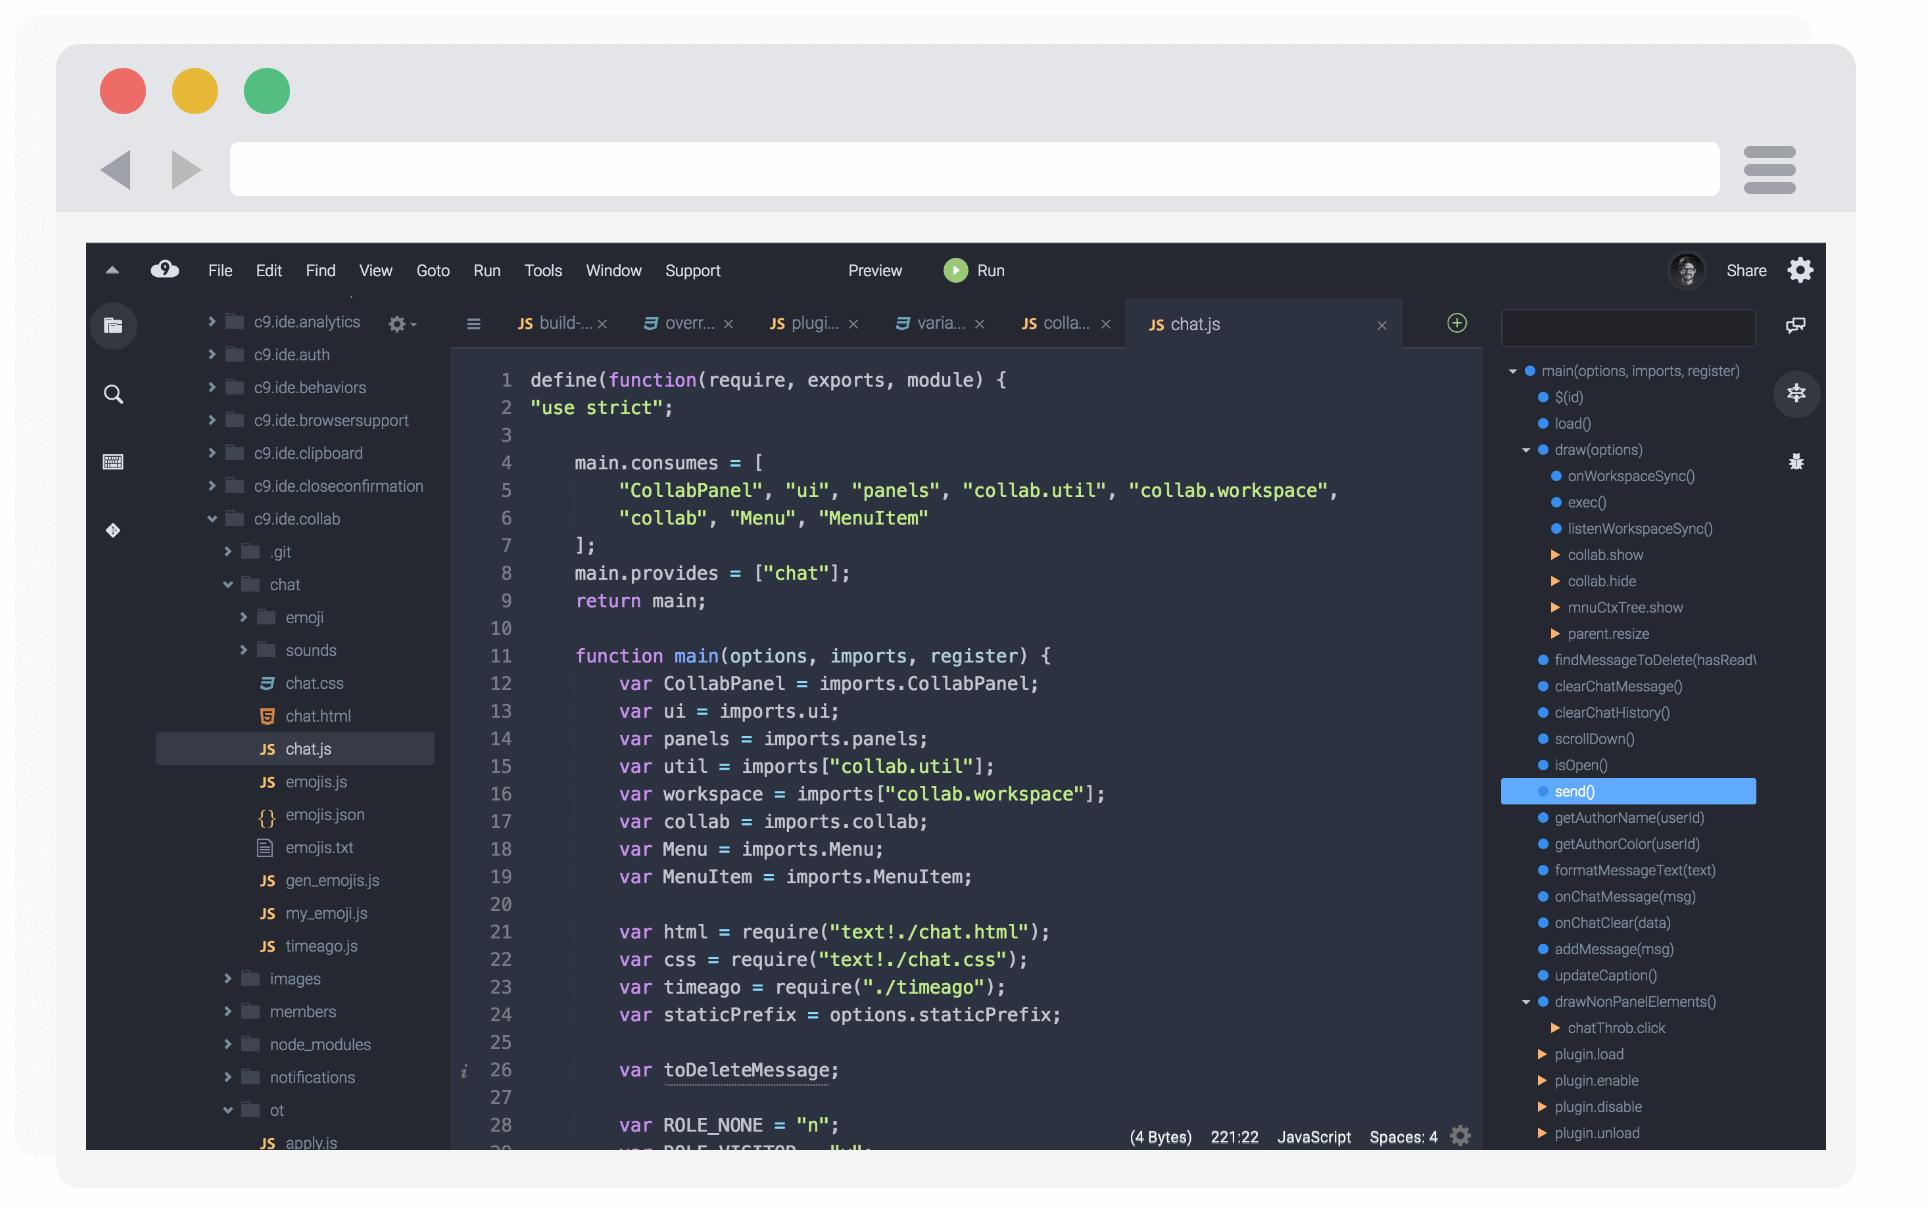 9 File Edit Find View Goto Run Tools Window Support Preview Run Share
c9.ide.analytics
c9.ide.auth
c9.ide.behaviors
c9.ide.browsersupport
c9.ide.clipboard
c9.ide.closeconfirmation
c9.ide.collab
.git
chat
emoji
sounds
chat.css
chat.html
JS chat.js
JS emojis.js
{} emojis.json
emojis.txt
JS gen_emojis.js
JS my_emoji.js
JS timeago.js
images
members
node_modules
notifications
ot
JS apply.js
JS build-... × overr... × JS plugi... × varia... × JS colla... × JS chat.js ×
1 define(function(require, exports, module) {
2 "use strict";
3
4 main.consumes = [
5 "CollabPanel", "ui", "panels", "collab.util", "collab.workspace",
6 "collab", "Menu", "MenuItem"
7 ];
8 main.provides = ["chat"];
9 return main;
10
11 function main(options, imports, register) {
12 var CollabPanel = imports.CollabPanel;
13 var ui = imports.ui;
14 var panels = imports.panels;
15 var util = imports["collab.util"];
16 var workspace = imports["collab.workspace"];
17 var collab = imports.collab;
18 var Menu = imports.Menu;
19 var MenuItem = imports.MenuItem;
20
21 var html = require("text!./chat.html");
22 var css = require("text!./chat.css");
23 var timeago = require("./timeago");
24 var staticPrefix = options.staticPrefix;
25
i 26 var toDeleteMessage;
27
28 var ROLE_NONE = "n";
(4 Bytes) 221:22 JavaScript Spaces: 4
main(options, imports, register)
$(id)
load()
draw(options)
onWorkspaceSync()
exec()
listenWorkspaceSync()
collab.show
collab.hide
mnuCtxTree.show
parent.resize
findMessageToDelete(hasRead
clearChatMessage()
clearChatHistory()
scrollDown()
isOpen()
send()
getAuthorName(userId)
getAuthorColor(userId)
formatMessageText(text)
onChatMessage(msg)
onChatClear(data)
addMessage(msg)
updateCaption()
drawNonPanelElements()
chatThrob.click
plugin.load
plugin.enable
plugin.disable
plugin.unload